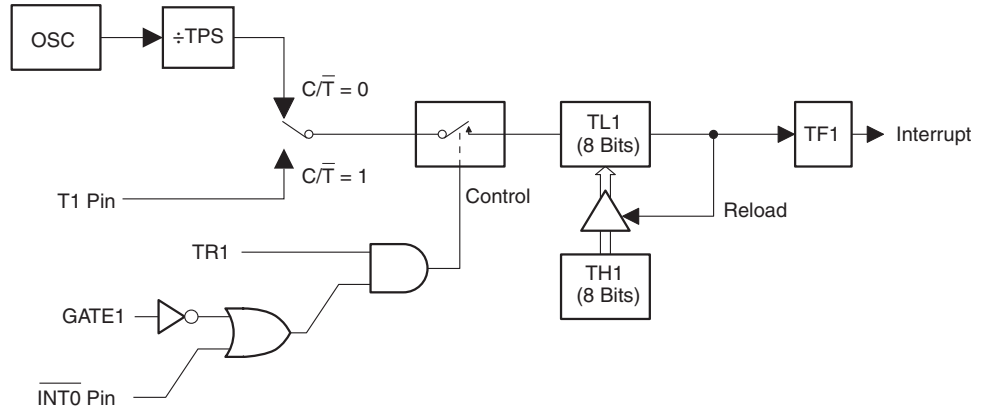 OSC
÷TPS
C/T̅ = 0
C/T̅ = 1
T1 Pin
TL1
(8 Bits)
TF1
Interrupt
Control
Reload
TR1
TH1
(8 Bits)
GATE1
I̅N̅T̅0̅ Pin